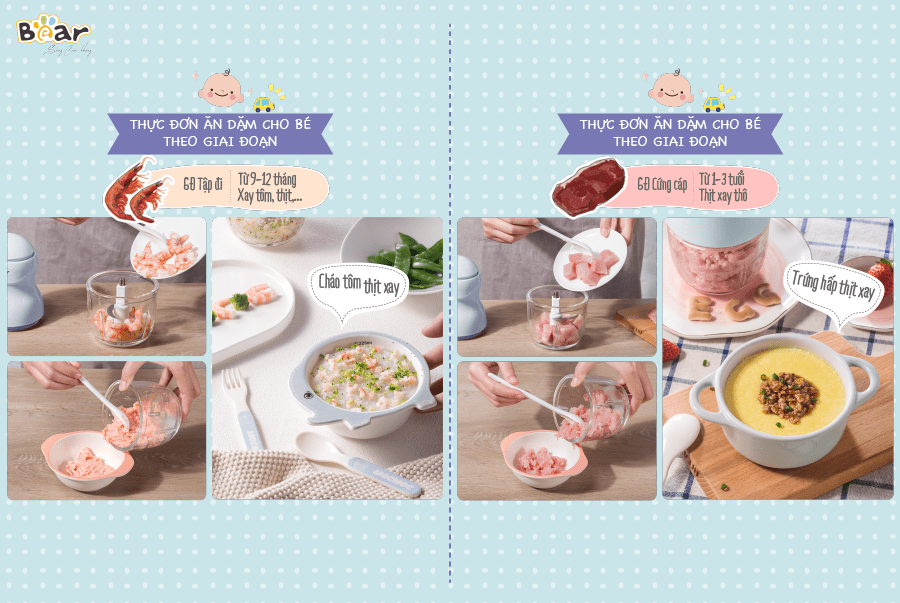 Bear
THỰC ĐƠN ĂN DẶM CHO BÉ
THEO GIAI ĐOẠN
GĐ Tập đi
Từ 9-12 tháng
Xay tôm, thịt,...
Cháo tôm thịt xay
THỰC ĐƠN ĂN DẶM CHO BÉ
THEO GIAI ĐOẠN
GĐ Cứng cáp
Từ 1-3 tuổi
Thịt xay thô
Trứng hấp thịt xay
EGG